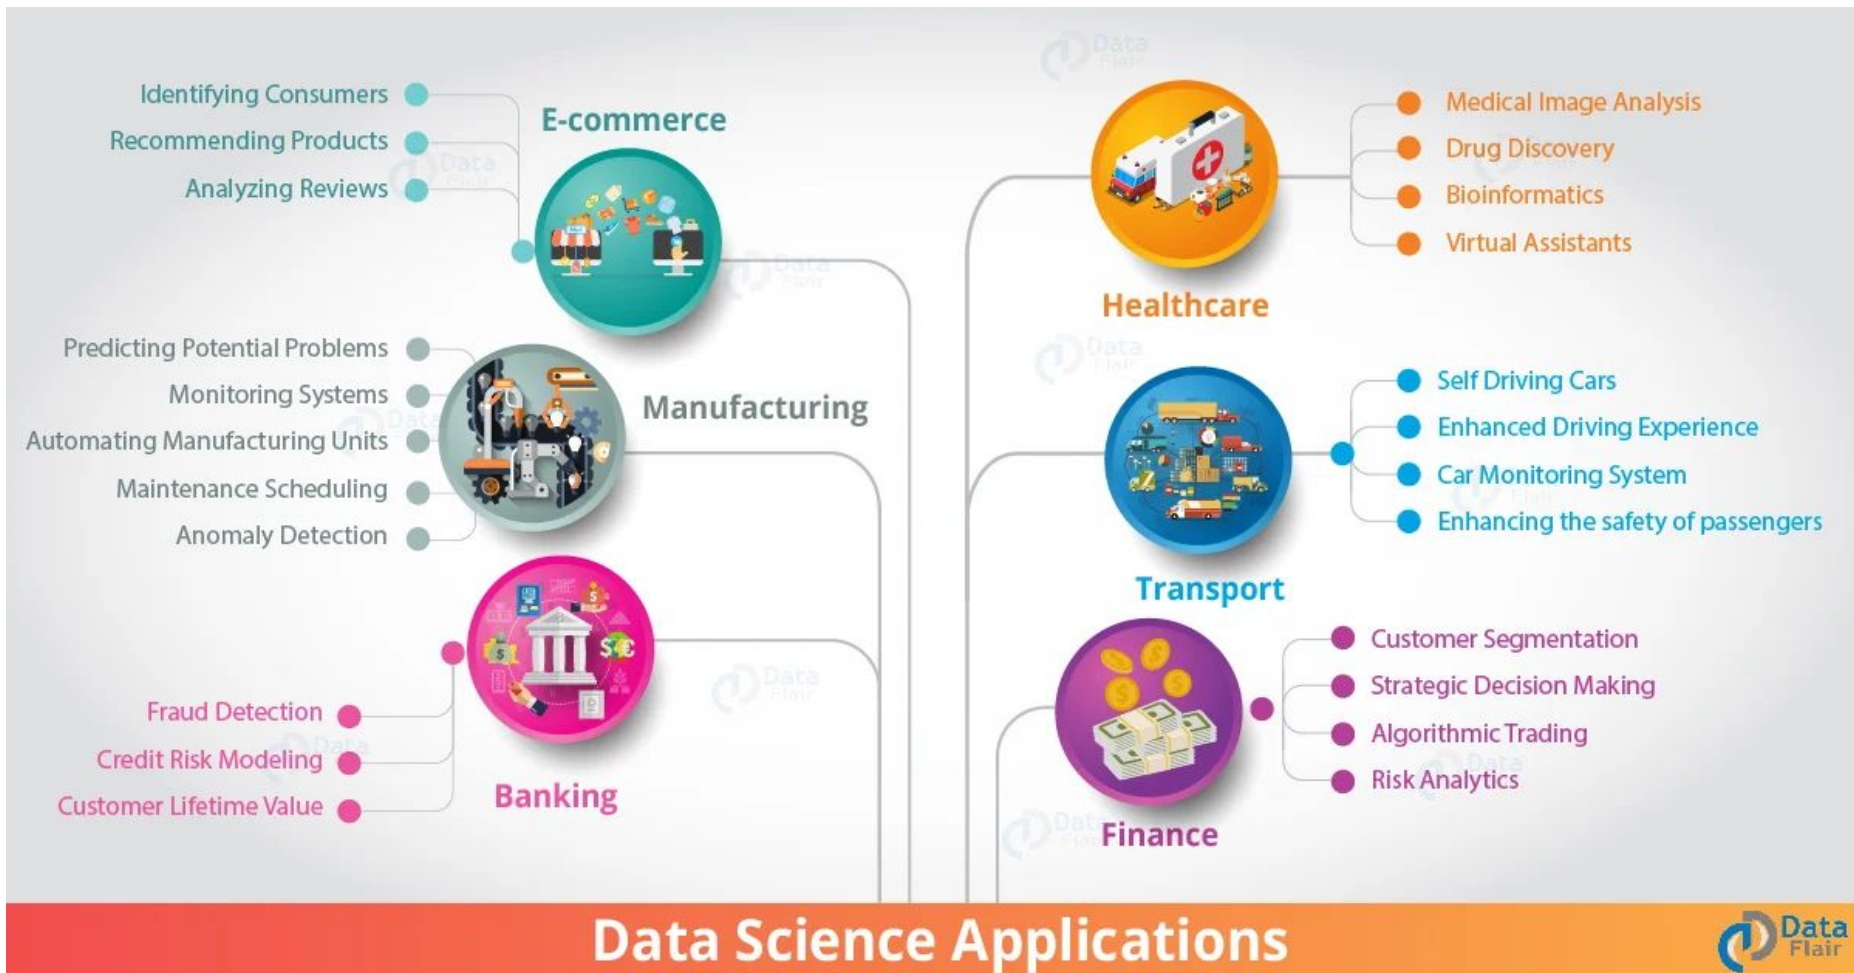 E-commerce
Identifying Consumers
Recommending Products
Analyzing Reviews
Manufacturing
Predicting Potential Problems
Monitoring Systems
Automating Manufacturing Units
Maintenance Scheduling
Anomaly Detection
Banking
Fraud Detection
Credit Risk Modeling
Customer Lifetime Value
Healthcare
Medical Image Analysis
Drug Discovery
Bioinformatics
Virtual Assistants
Transport
Self Driving Cars
Enhanced Driving Experience
Car Monitoring System
Enhancing the safety of passengers
Finance
Customer Segmentation
Strategic Decision Making
Algorithmic Trading
Risk Analytics
Data Science Applications
Data
Flair